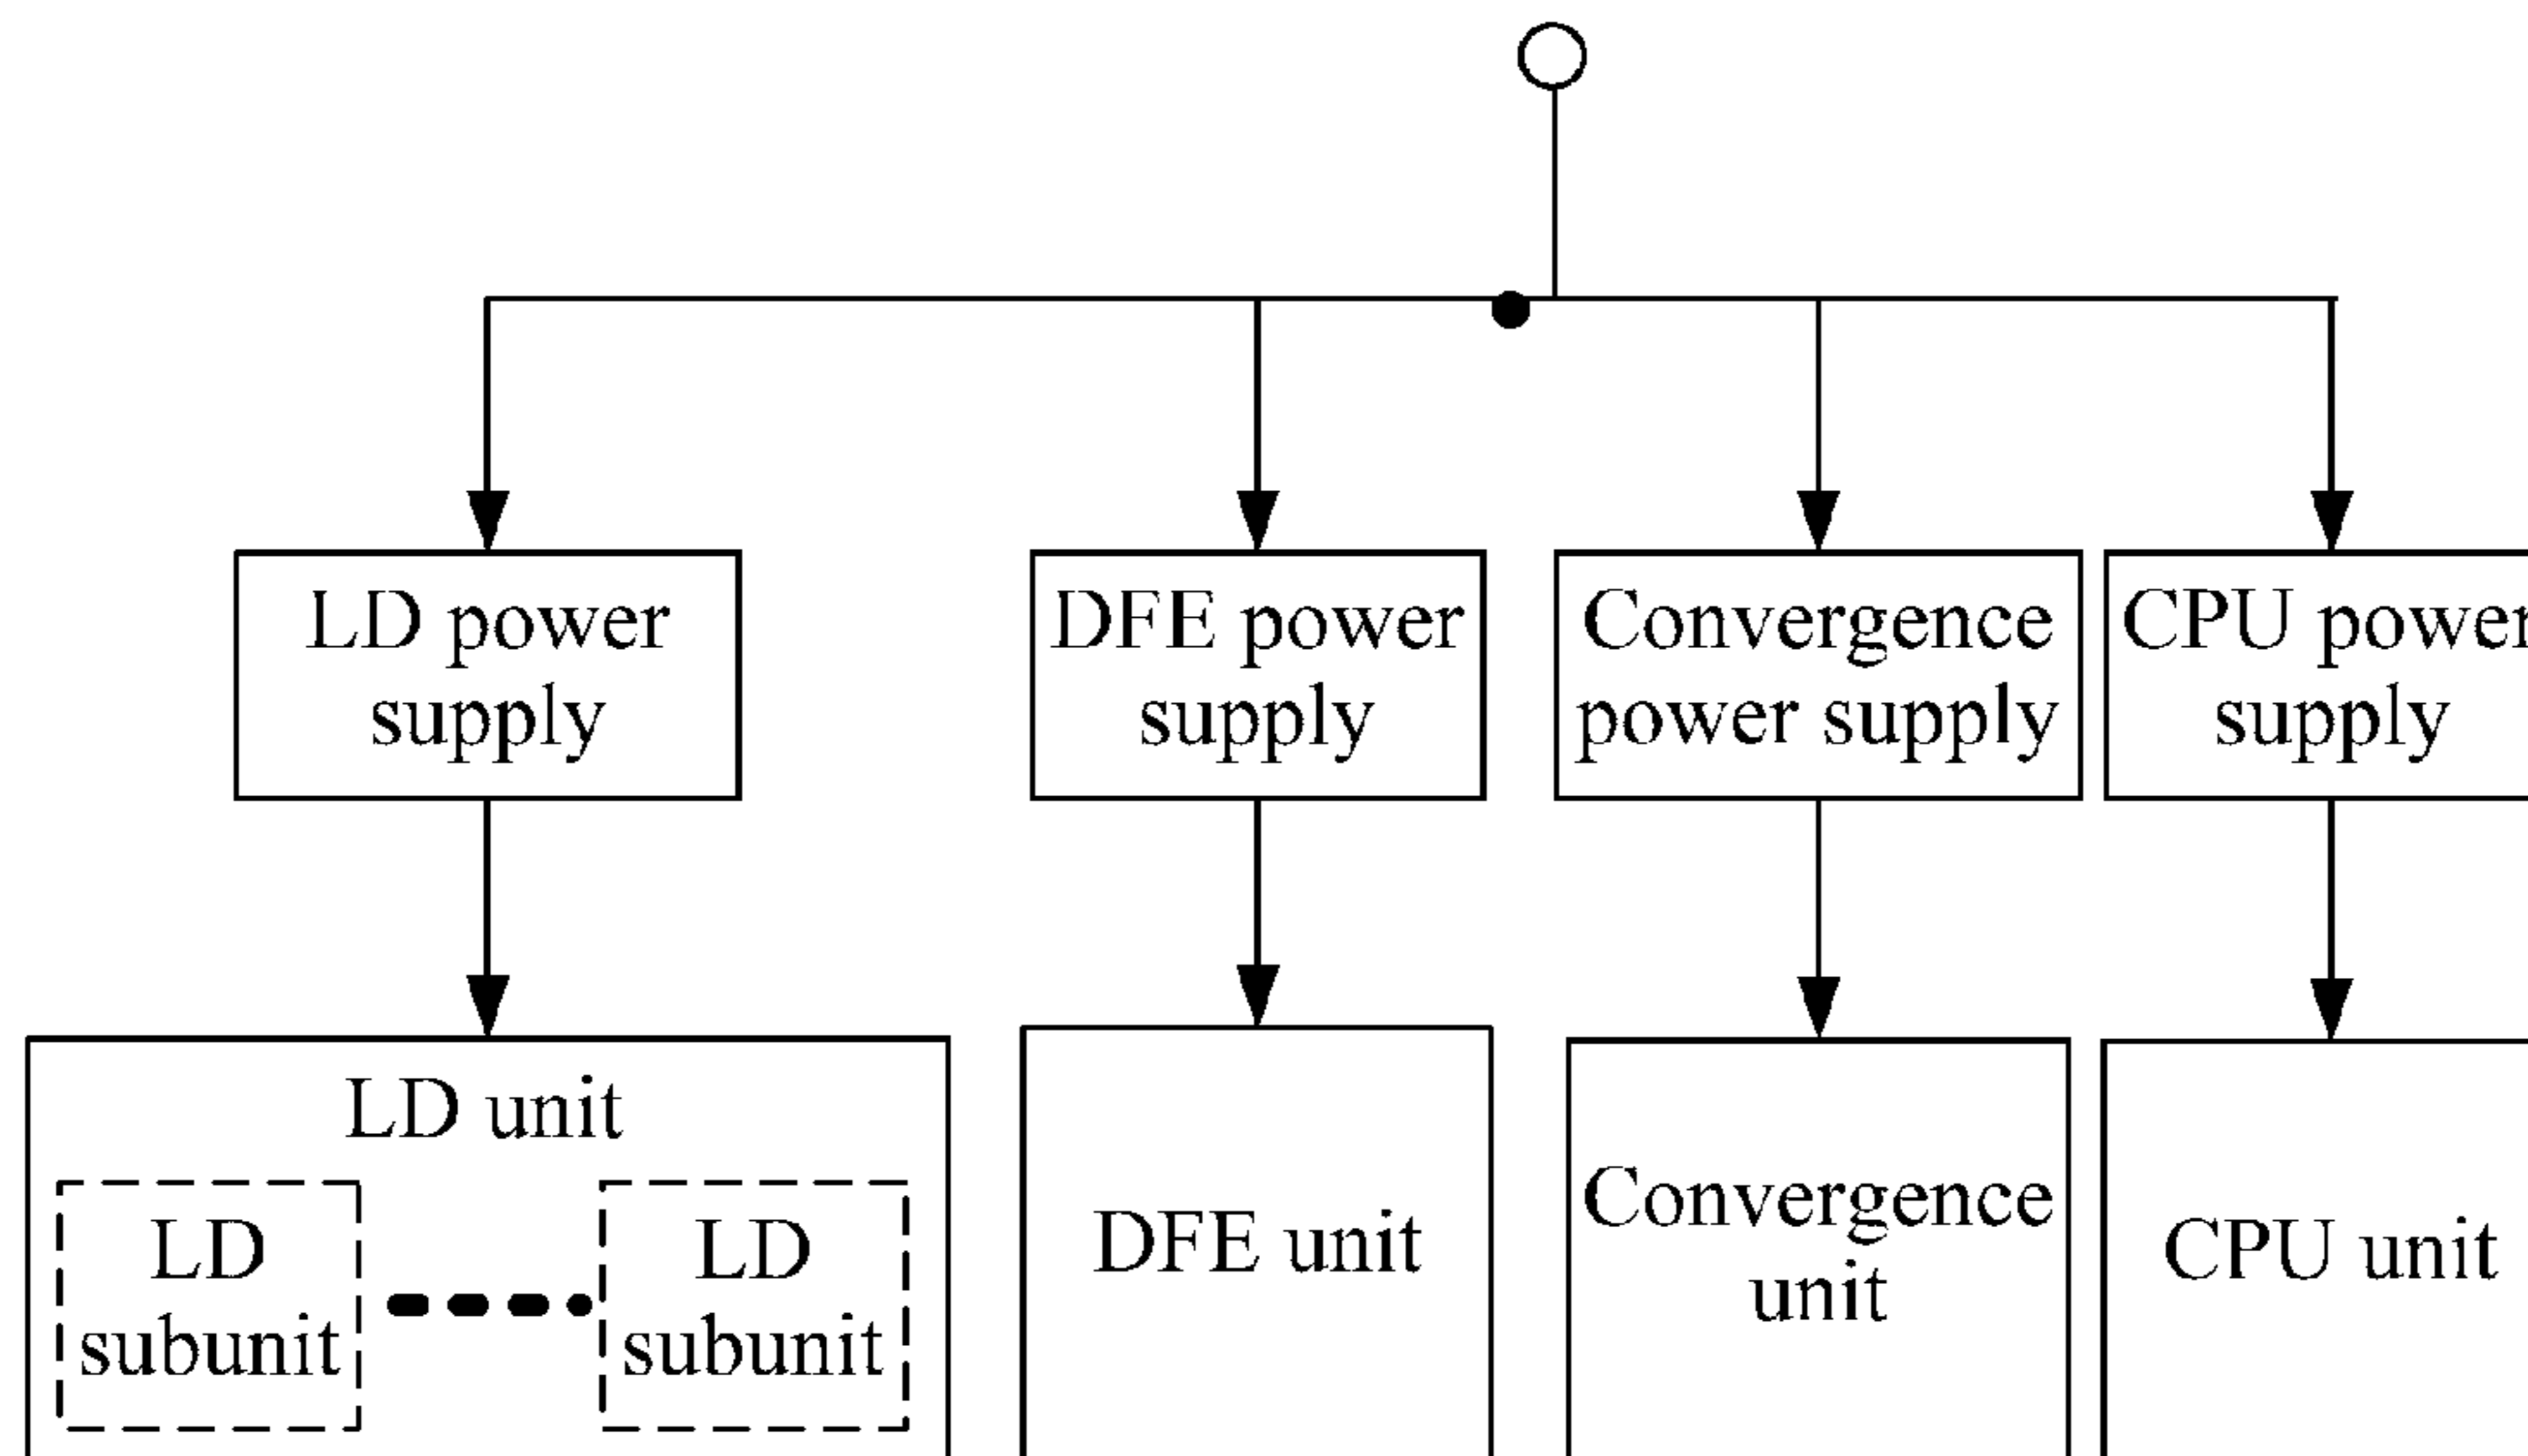 LD power
supply
DFE power
supply
Convergence
power supply
CPU power
supply
LD unit
LD
subunit
LD
subunit
DFE unit
Convergence
unit
CPU unit